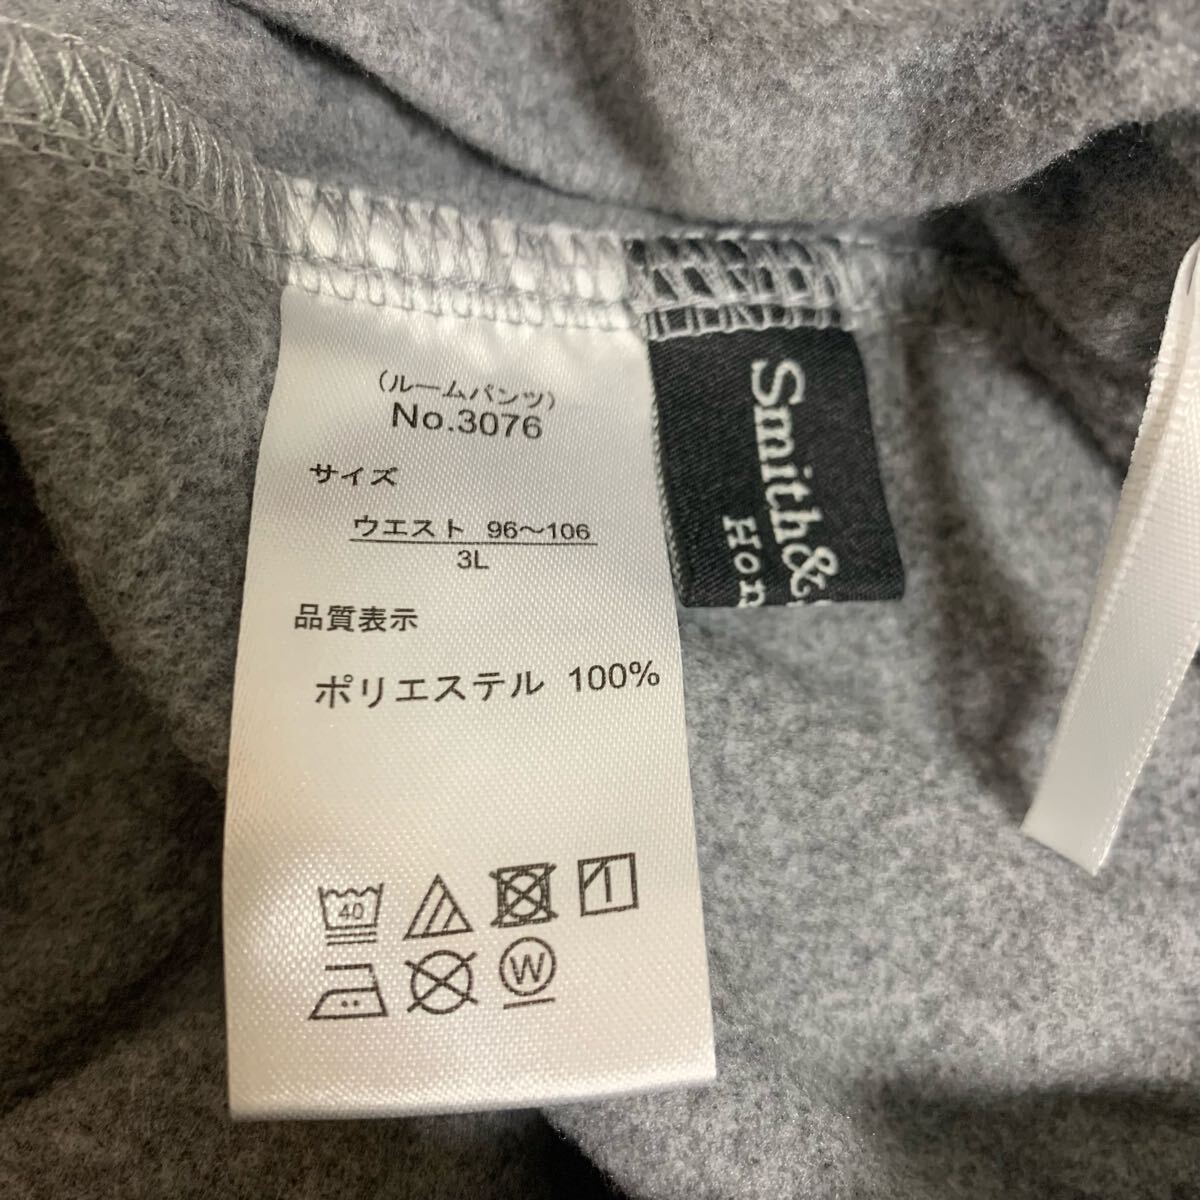 （ルームパンツ）
No.3076
サイズ
ウエスト 96〜106
3L
品質表示
ポリエステル 100%
40
W
Smith&
Hom